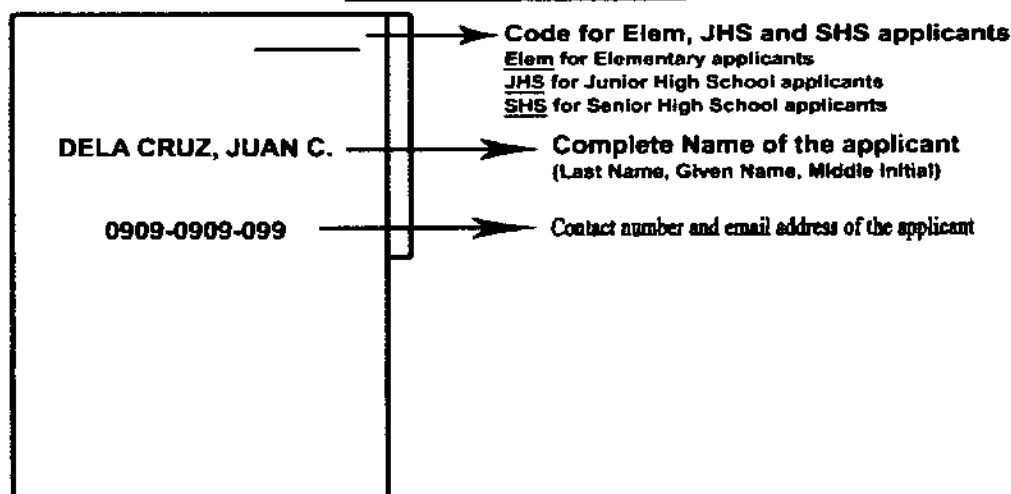 Code for Elem, JHS and SHS applicants
Elem for Elementary applicants
JHS for Junior High School applicants
SHS for Senior High School applicants
DELA CRUZ, JUAN C.
Complete Name of the applicant
(Last Name, Given Name, Middle Initial)
0909-0909-099
Contact number and email address of the applicant